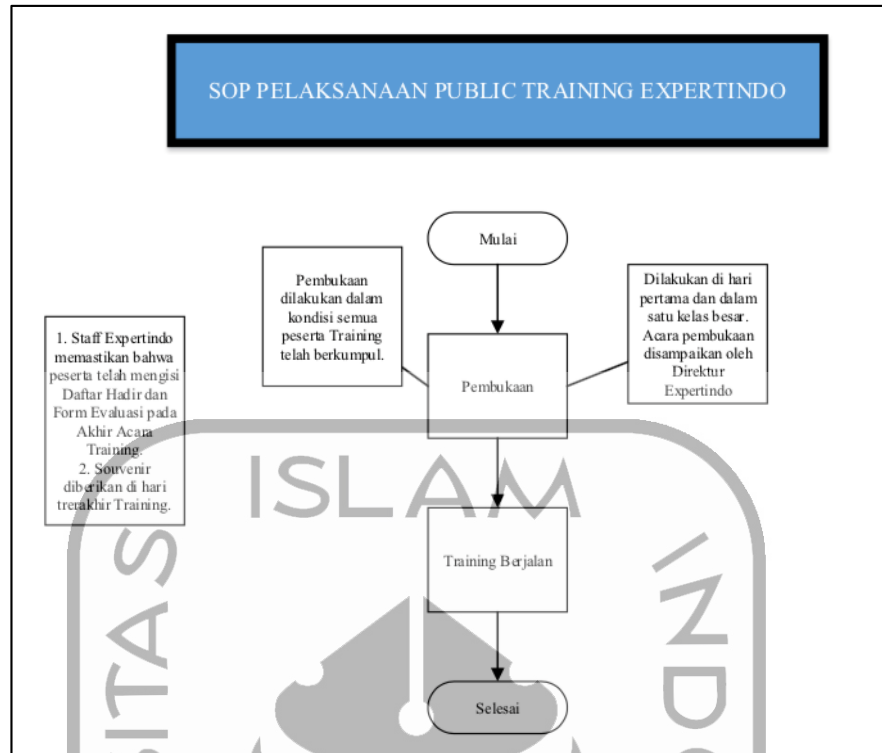 SOP PELAKSANAAN PUBLIC TRAINING EXPERTINDO
Mulai
Pembukaan
dilakukan dalam
kondisi semua
peserta Training
telah berkumpul.
Dilakukan di hari
pertama dan dalam
satu kelas besar.
Acara pembukaan
disampaikan oleh
Direktur
Expertindo
1. Staff Expertindo
memastikan bahwa
peserta telah mengisi
Daftar Hadir dan
Form Evaluasi pada
Akhir Acara
Training.
2. Souvenir
diberikan di hari
trerakhir Training.
Pembukaan
Training Berjalan
Selesai
ISLAM
SITAS
INDO